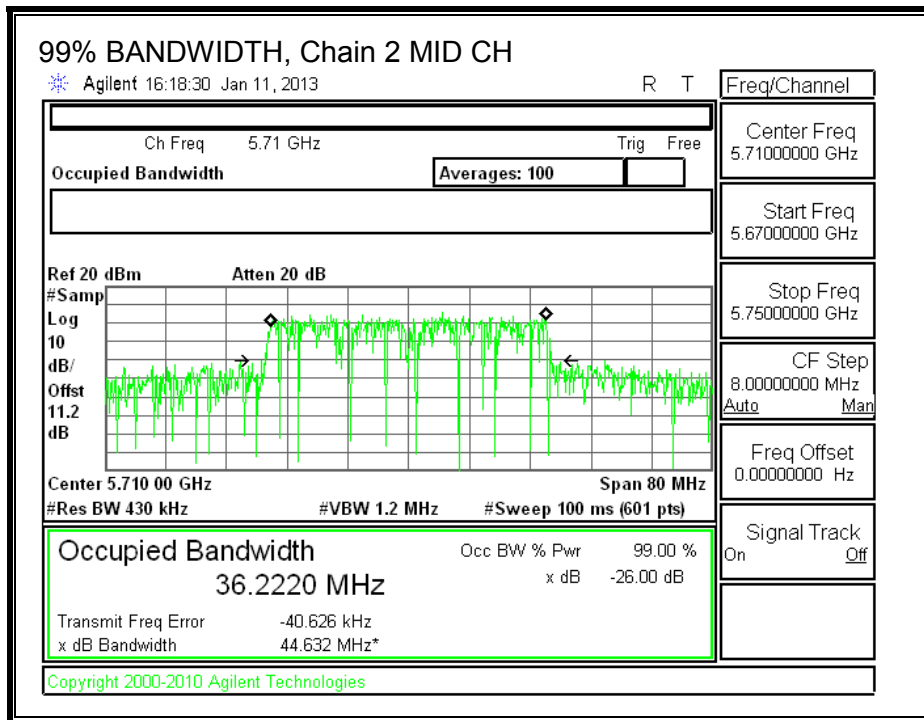 99% BANDWIDTH, Chain 2 MID CH
Agilent 16:18:30 Jan 11, 2013 R T
Freq/Channel
Ch Freq 5.71 GHz Trig Free
Occupied Bandwidth Averages: 100
Center Freq
5.71000000 GHz
Start Freq
5.67000000 GHz
Stop Freq
5.75000000 GHz
CF Step
8.00000000 MHz
Auto Man
Freq Offset
0.00000000 Hz
Signal Track
On Off
Ref 20 dBm Atten 20 dB
#Samp
Log
10
dB/
Offst
11.2
dB
Center 5.710 00 GHz Span 80 MHz
#Res BW 430 kHz #VBW 1.2 MHz #Sweep 100 ms (601 pts)
Occupied Bandwidth Occ BW % Pwr 99.00 %
36.2220 MHz x dB -26.00 dB
Transmit Freq Error -40.626 kHz
x dB Bandwidth 44.632 MHz*
Copyright 2000-2010 Agilent Technologies